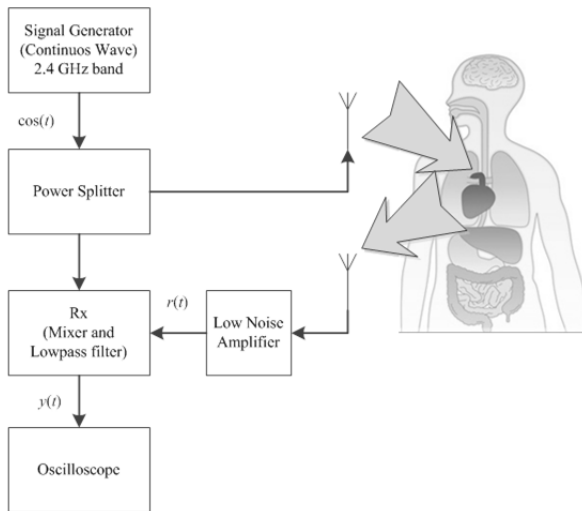 Signal Generator
(Continuos Wave)
2.4 GHz band
cos(t)
Power Splitter
Rx
(Mixer and
Lowpass filter)
r(t)
Low Noise
Amplifier
y(t)
Oscilloscope